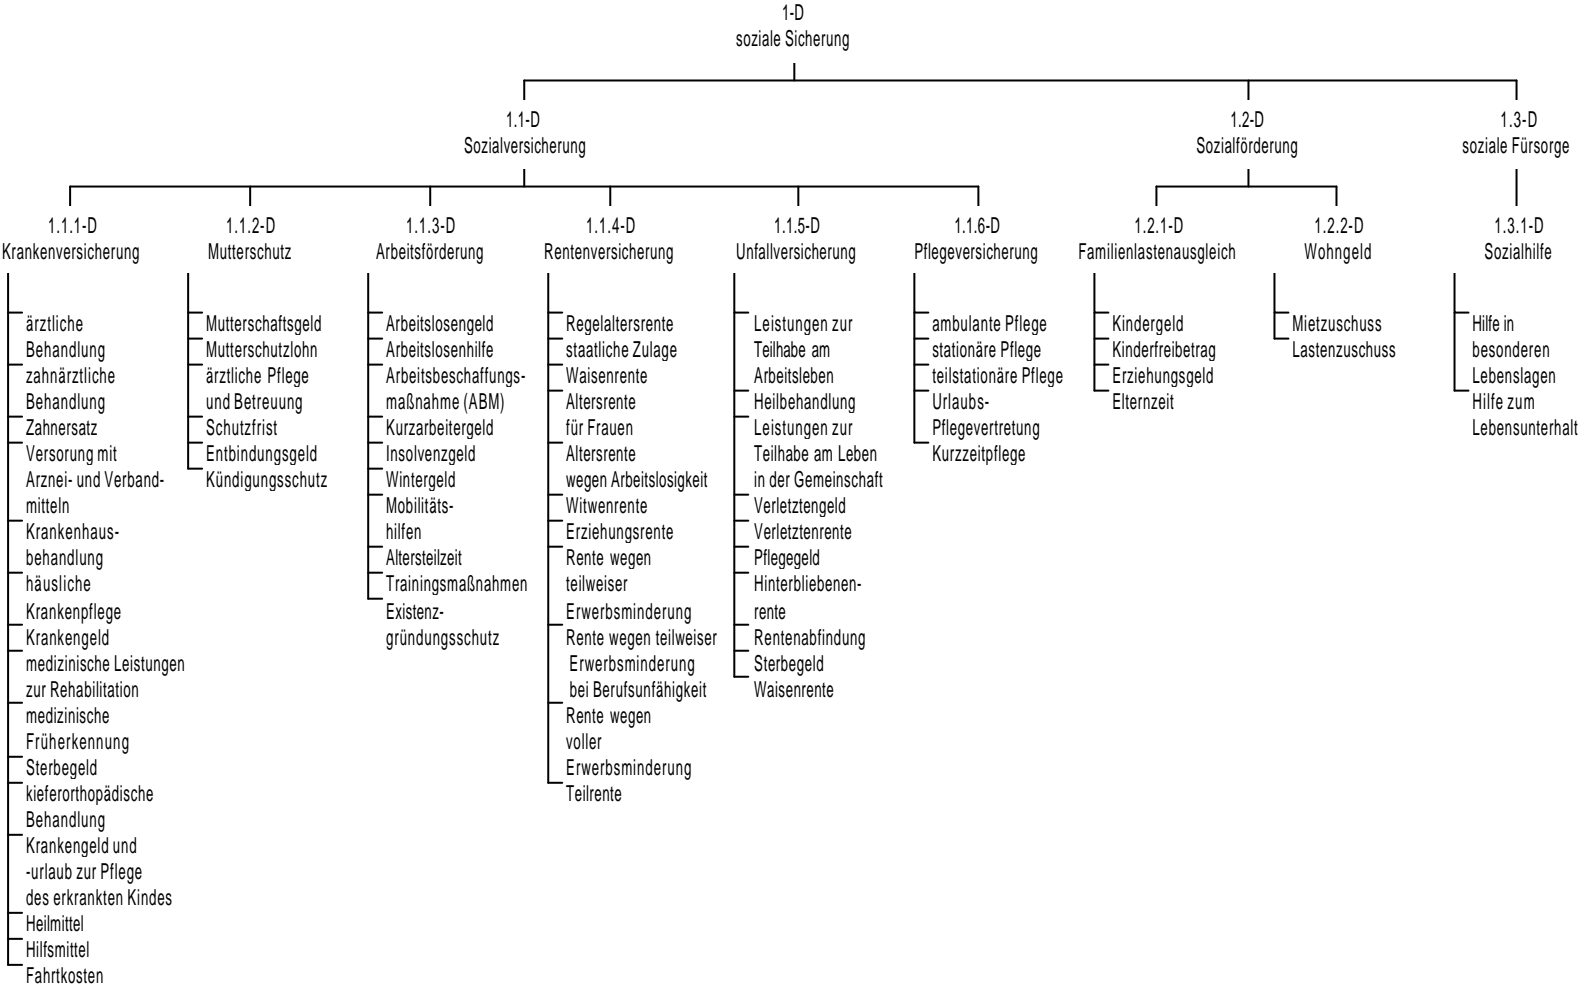 1-D
soziale Sicherung
1.1-D
Sozialversicherung
1.2-D
Sozialförderung
1.3-D
soziale Fürsorge
1.1.1-D
Krankenversicherung
1.1.2-D
Mutterschutz
1.1.3-D
Arbeitsförderung
1.1.4-D
Rentenversicherung
1.1.5-D
Unfallversicherung
1.1.6-D
Pflegeversicherung
1.2.1-D
Familienlastenausgleich
1.2.2-D
Wohngeld
1.3.1-D
Sozialhilfe
ärztliche
Behandlung
zahnärztliche
Behandlung
Zahnersatz
Versorung mit
Arznei- und Verband-
mitteln
Krankenhaus-
behandlung
häusliche
Krankenpflege
Krankengeld
medizinische Leistungen
zur Rehabilitation
medizinische
Früherkennung
Sterbegeld
kieferorthopädische
Behandlung
Krankengeld und
-urlaub zur Pflege
des erkrankten Kindes
Heilmittel
Hilfsmittel
Fahrtkosten
Mutterschaftsgeld
Mutterschutzlohn
ärztliche Pflege
und Betreuung
Schutzfrist
Entbindungsgeld
Kündigungsschutz
Arbeitslosengeld
Arbeitslosenhilfe
Arbeitsbeschaffungs-
maßnahme (ABM)
Kurzarbeitergeld
Insolvenzgeld
Wintergeld
Mobilitäts-
hilfen
Altersteilzeit
Trainingsmaßnahmen
Existenz-
gründungsschutz
Regelaltersrente
staatliche Zulage
Waisenrente
Altersrente
für Frauen
Altersrente
wegen Arbeitslosigkeit
Witwenrente
Erziehungsrente
Rente wegen
teilweiser
Erwerbsminderung
Rente wegen teilweiser
Erwerbsminderung
bei Berufsunfähigkeit
Rente wegen
voller
Erwerbsminderung
Teilrente
Leistungen zur
Teilhabe am
Arbeitsleben
Heilbehandlung
Leistungen zur
Teilhabe am Leben
in der Gemeinschaft
Verletztengeld
Verletztenrente
Pflegegeld
Hinterbliebenen-
rente
Rentenabfindung
Sterbegeld
Waisenrente
ambulante Pflege
stationäre Pflege
teilstationäre Pflege
Urlaubs-
Pflegevertretung
Kurzzeitpflege
Kindergeld
Kinderfreibetrag
Erziehungsgeld
Elternzeit
Mietzuschuss
Lastenzuschuss
Hilfe in
besonderen
Lebenslagen
Hilfe zum
Lebensunterhalt